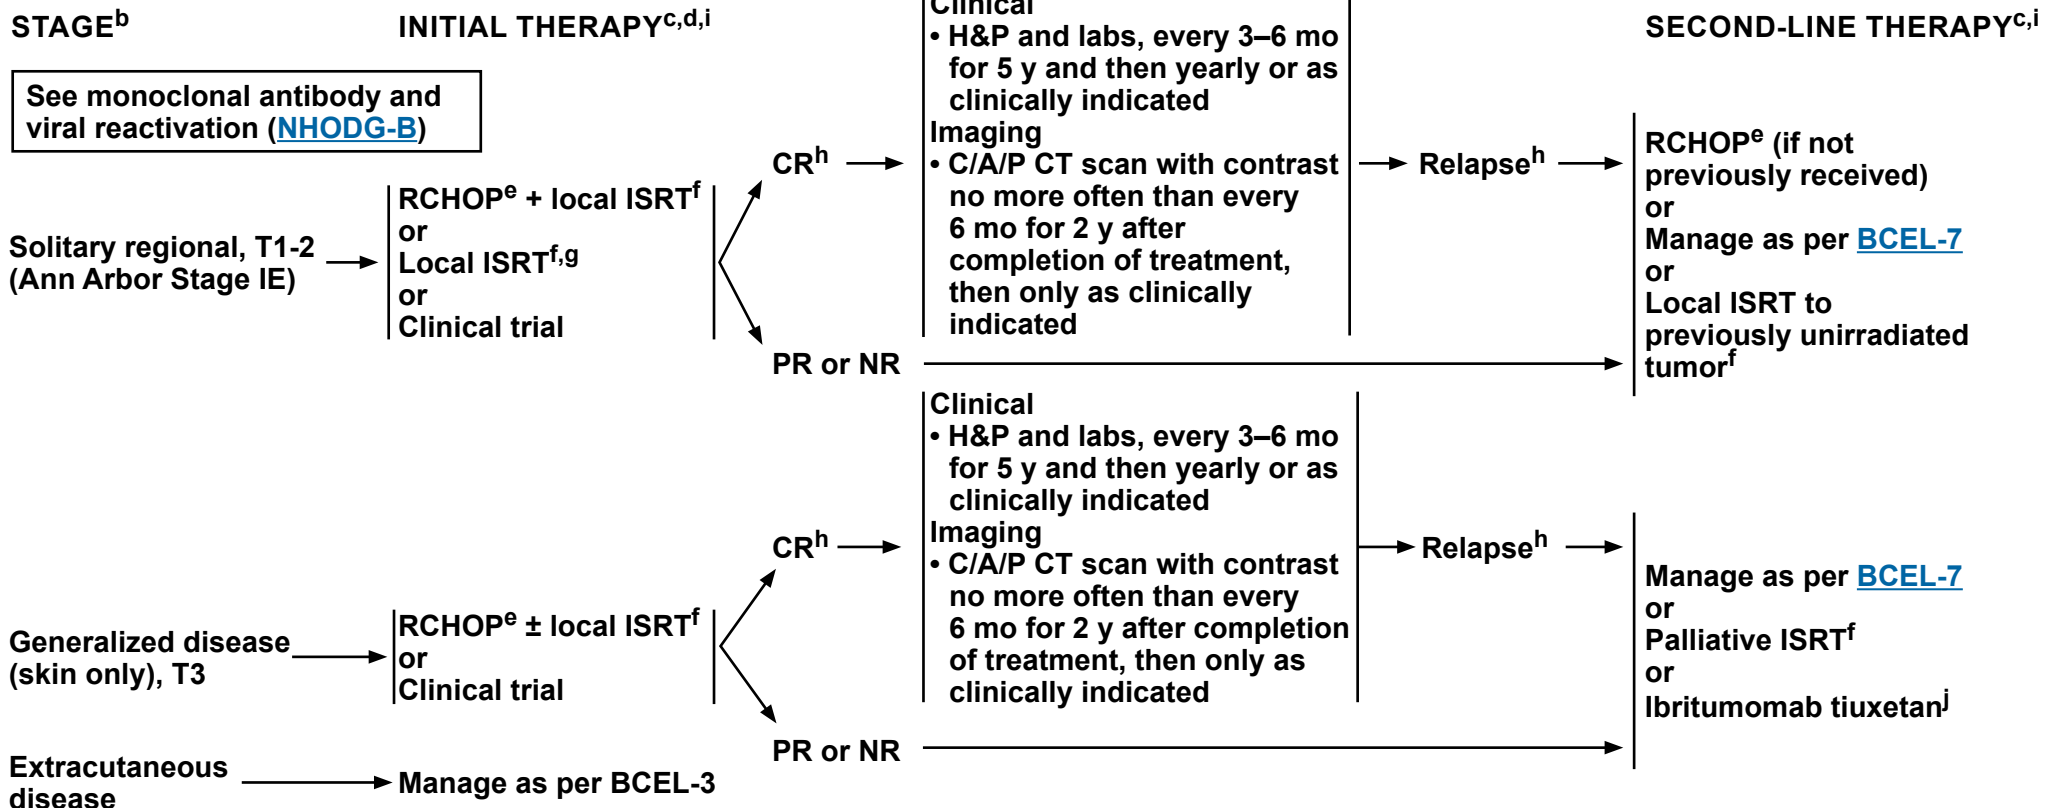 STAGEb
INITIAL THERAPYc,d,i
SECOND-LINE THERAPYc,i
See monoclonal antibody and
viral reactivation (NHODG-B)
Solitary regional, T1-2
(Ann Arbor Stage IE)
RCHOPe + local ISRTf
or
Local ISRTf,g
or
Clinical trial
CRh
PR or NR
Clinical
• H&P and labs, every 3–6 mo
for 5 y and then yearly or as
clinically indicated
Imaging
• C/A/P CT scan with contrast
no more often than every
6 mo for 2 y after
completion of treatment,
then only as clinically
indicated
Relapseh
RCHOPe (if not
previously received)
or
Manage as per BCEL-7
or
Local ISRT to
previously unirradiated
tumorf
Generalized disease
(skin only), T3
RCHOPe ± local ISRTf
or
Clinical trial
CRh
PR or NR
Clinical
• H&P and labs, every 3–6 mo
for 5 y and then yearly or as
clinically indicated
Imaging
• C/A/P CT scan with contrast
no more often than every
6 mo for 2 y after completion
of treatment, then only as
clinically indicated
Relapseh
Manage as per BCEL-7
or
Palliative ISRTf
or
Ibritumomab tiuxetanj
Extracutaneous
disease
Manage as per BCEL-3